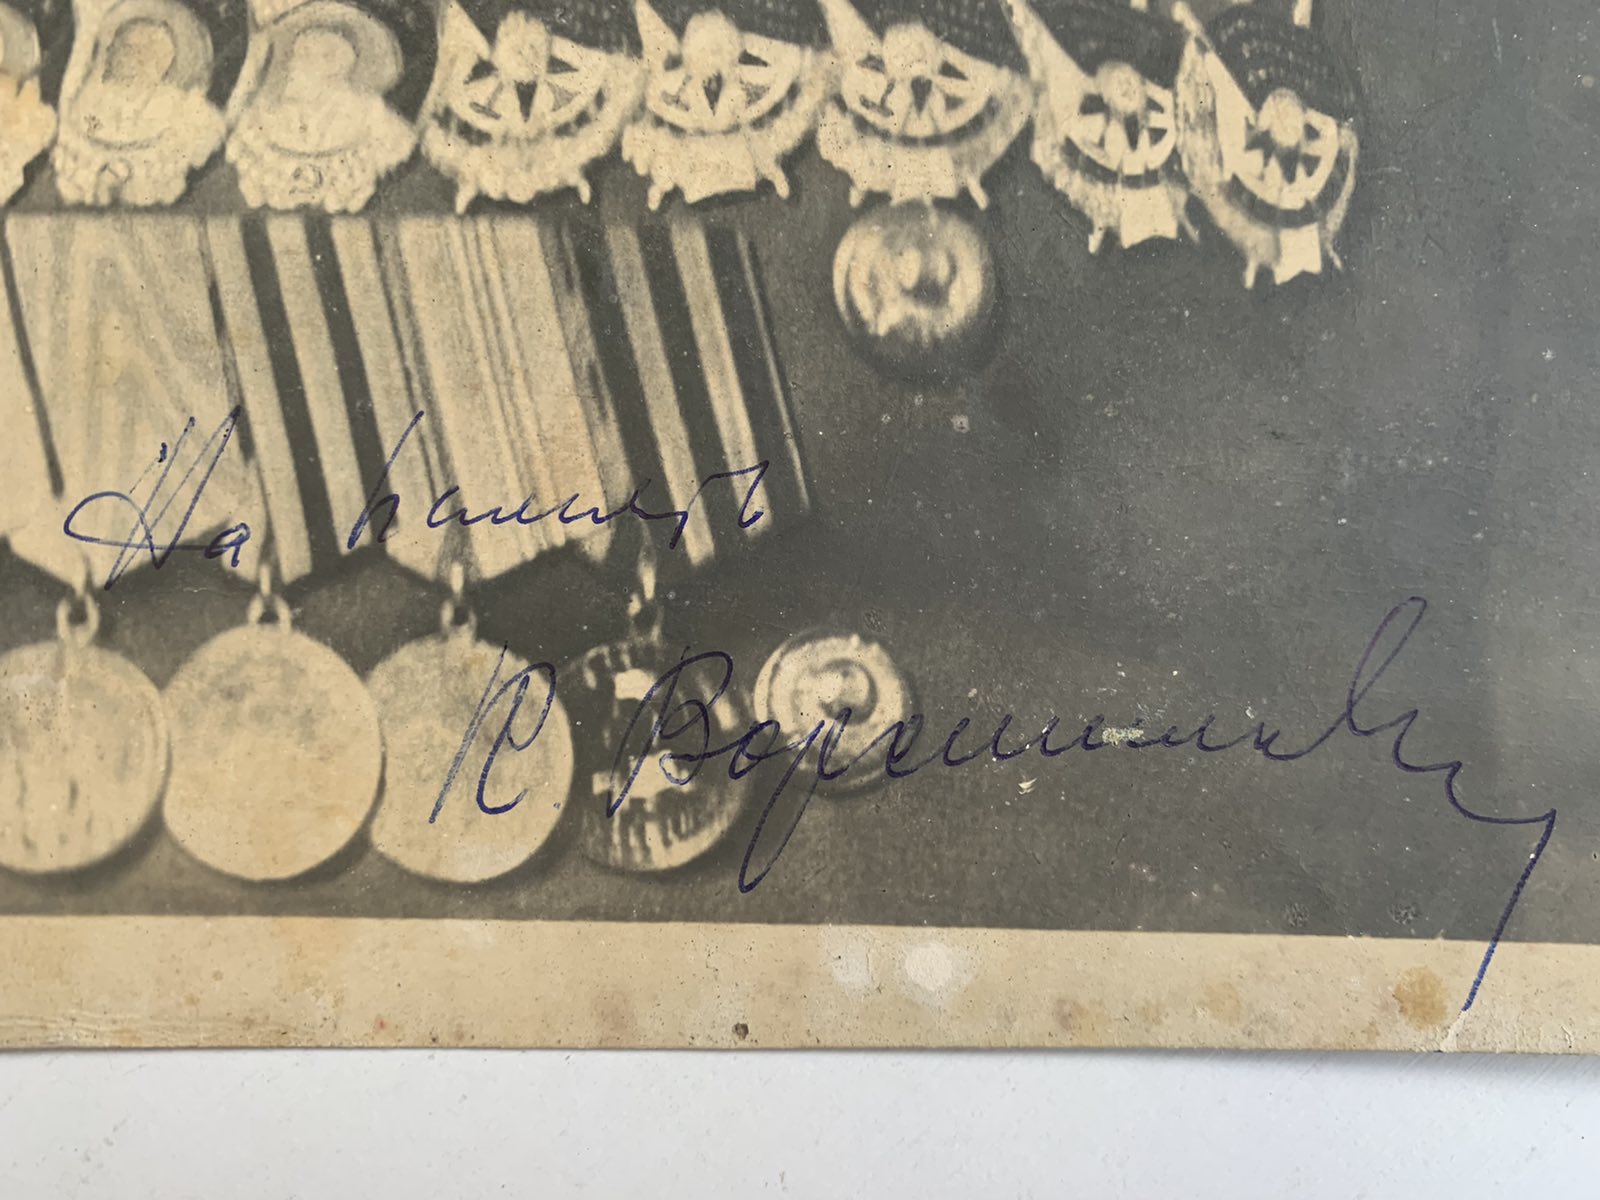 На память
К. Ворошилов